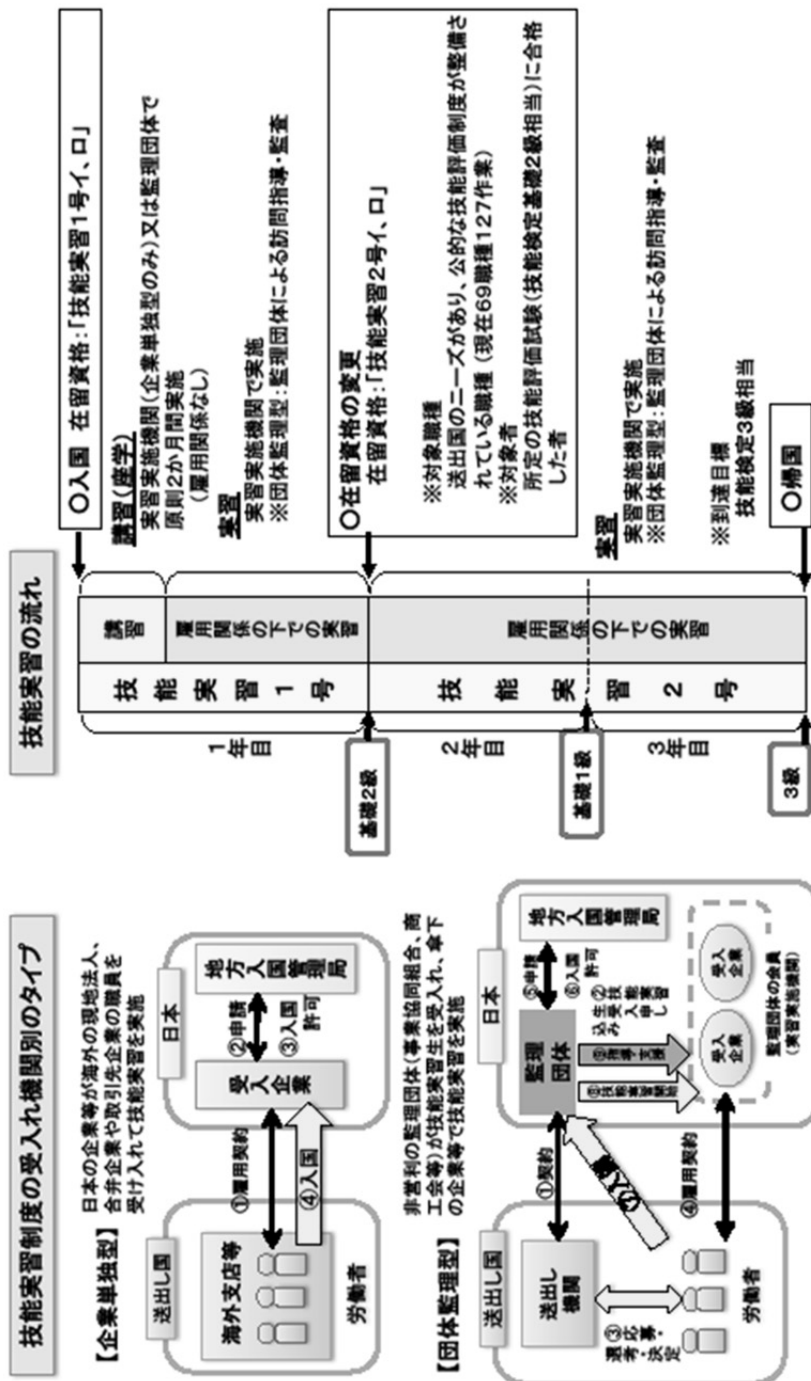 技能実習制度の受入れ機関別のタイプ
【企業単独型】
日本の企業等が海外の現地法人、
合弁企業や取引先企業の職員を
受け入れて技能実習を実施
送出し国
海外支店等
労働者
①雇用契約
④入国
日本
受入企業
②申請
③入国
許可
地方入国管理局
【団体監理型】
非営利の監理団体(事業協同組合、商
工会等)が技能実習生を受入れ、傘下
の企業等で技能実習を実施
送出し国
送出し
機関
③応募・
選考・決定
労働者
①契約
④雇用契約
日本
監理
団体
⑤申請
⑥入国
許可
地方入国管理局
②技能実習
生受入申し
込み
⑨指導・支援
⑧技能実習開始
受入
企業
受入
企業
監理団体の会員
(実習実施機関)
技能実習の流れ
1年目
2年目
3年目
基礎2級
基礎1級
3級
技能実習1号
技能実習2号
講習
雇用関係の下での実習
雇用関係の下での実習
○入国 在留資格:「技能実習1号イ、ロ」
講習(座学)
実習実施機関(企業単独型のみ)又は監理団体で
原則2か月間実施
(雇用関係なし)
実習
実習実施機関で実施
※団体監理型:監理団体による訪問指導・監査
○在留資格の変更
在留資格:「技能実習2号イ、ロ」
※対象職種
送出し国のニーズがあり、公的な技能評価制度が整備さ
れている職種(現在69職種127作業)
※対象者
所定の技能評価試験(技能検定基礎2級相当)に合格
した者
実習
実習実施機関で実施
※団体監理型:監理団体による訪問指導・監査
※到達目標
技能検定3級相当
○帰国